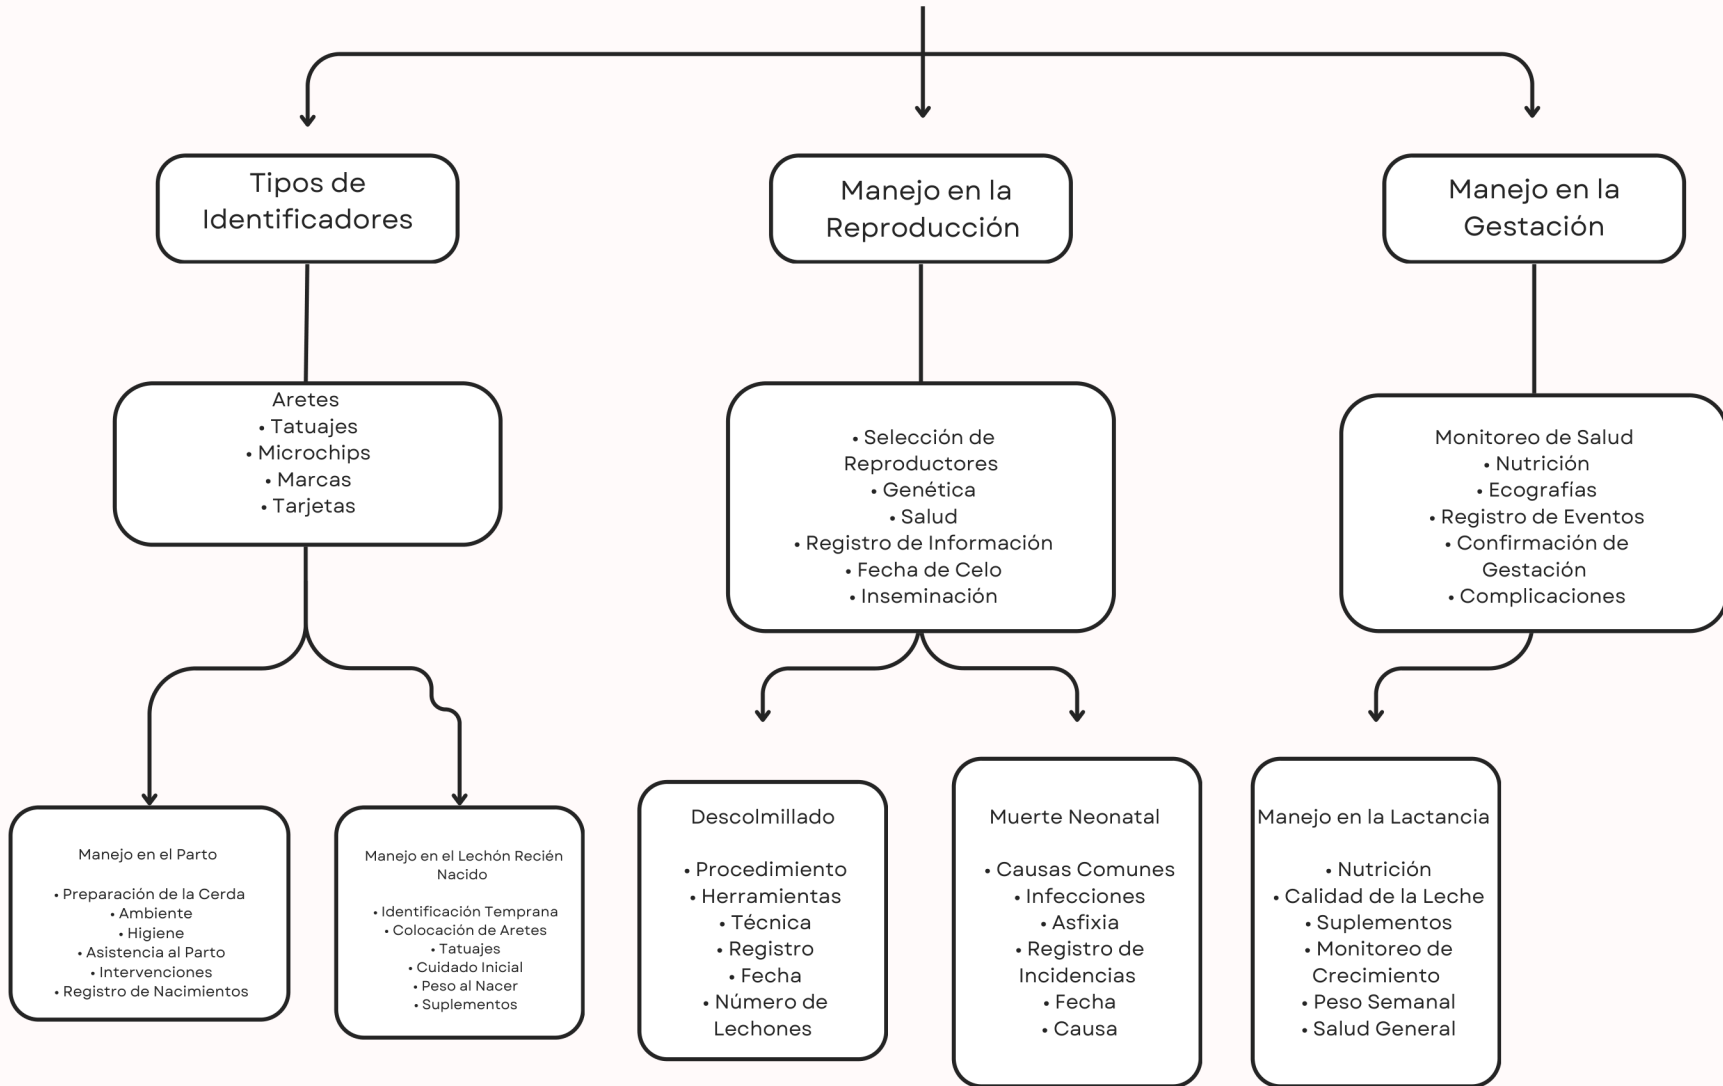 Tipos de
Identificadores
Manejo en la
Reproducción
Manejo en la
Gestación
Aretes
• Tatuajes
• Microchips
• Marcas
• Tarjetas
• Selección de
Reproductores
• Genética
• Salud
• Registro de Información
• Fecha de Celo
• Inseminación
Monitoreo de Salud
• Nutrición
• Ecografías
• Registro de Eventos
• Confirmación de
Gestación
• Complicaciones
Manejo en el Parto
• Preparación de la Cerda
• Ambiente
• Higiene
• Asistencia al Parto
• Intervenciones
• Registro de Nacimientos
Manejo en el Lechón Recién
Nacido
• Identificación Temprana
• Colocación de Aretes
• Tatuajes
• Cuidado Inicial
• Peso al Nacer
• Suplementos
Descolmillado
• Procedimiento
• Herramientas
• Técnica
• Registro
• Fecha
• Número de
Lechones
Muerte Neonatal
• Causas Comunes
• Infecciones
• Asfixia
• Registro de
Incidencias
• Fecha
• Causa
Manejo en la Lactancia
• Nutrición
• Calidad de la Leche
• Suplementos
• Monitoreo de
Crecimiento
• Peso Semanal
• Salud General